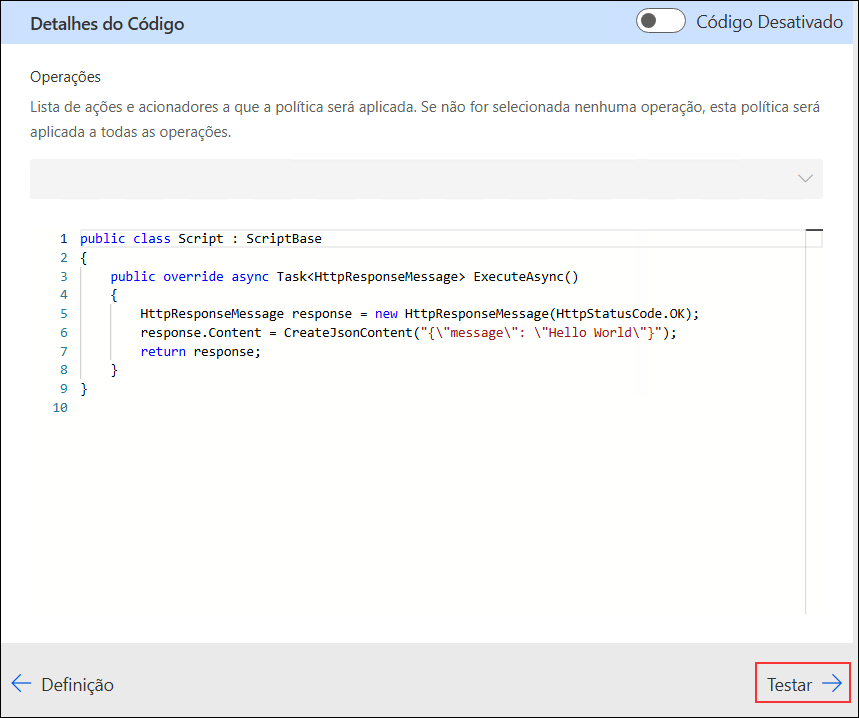 Detalhes do Código
Código Desativado
Operações
Lista de ações e acionadores a que a política será aplicada. Se não for selecionada nenhuma operação, esta política será
aplicada a todas as operações.
1 public class Script : ScriptBase
2 {
3     public override async Task<HttpResponseMessage> ExecuteAsync()
4     {
5         HttpResponseMessage response = new HttpResponseMessage(HttpStatusCode.OK);
6         response.Content = CreateJsonContent("{\"message\": \"Hello World\"}");
7         return response;
8     }
9 }
10
Definição
Testar